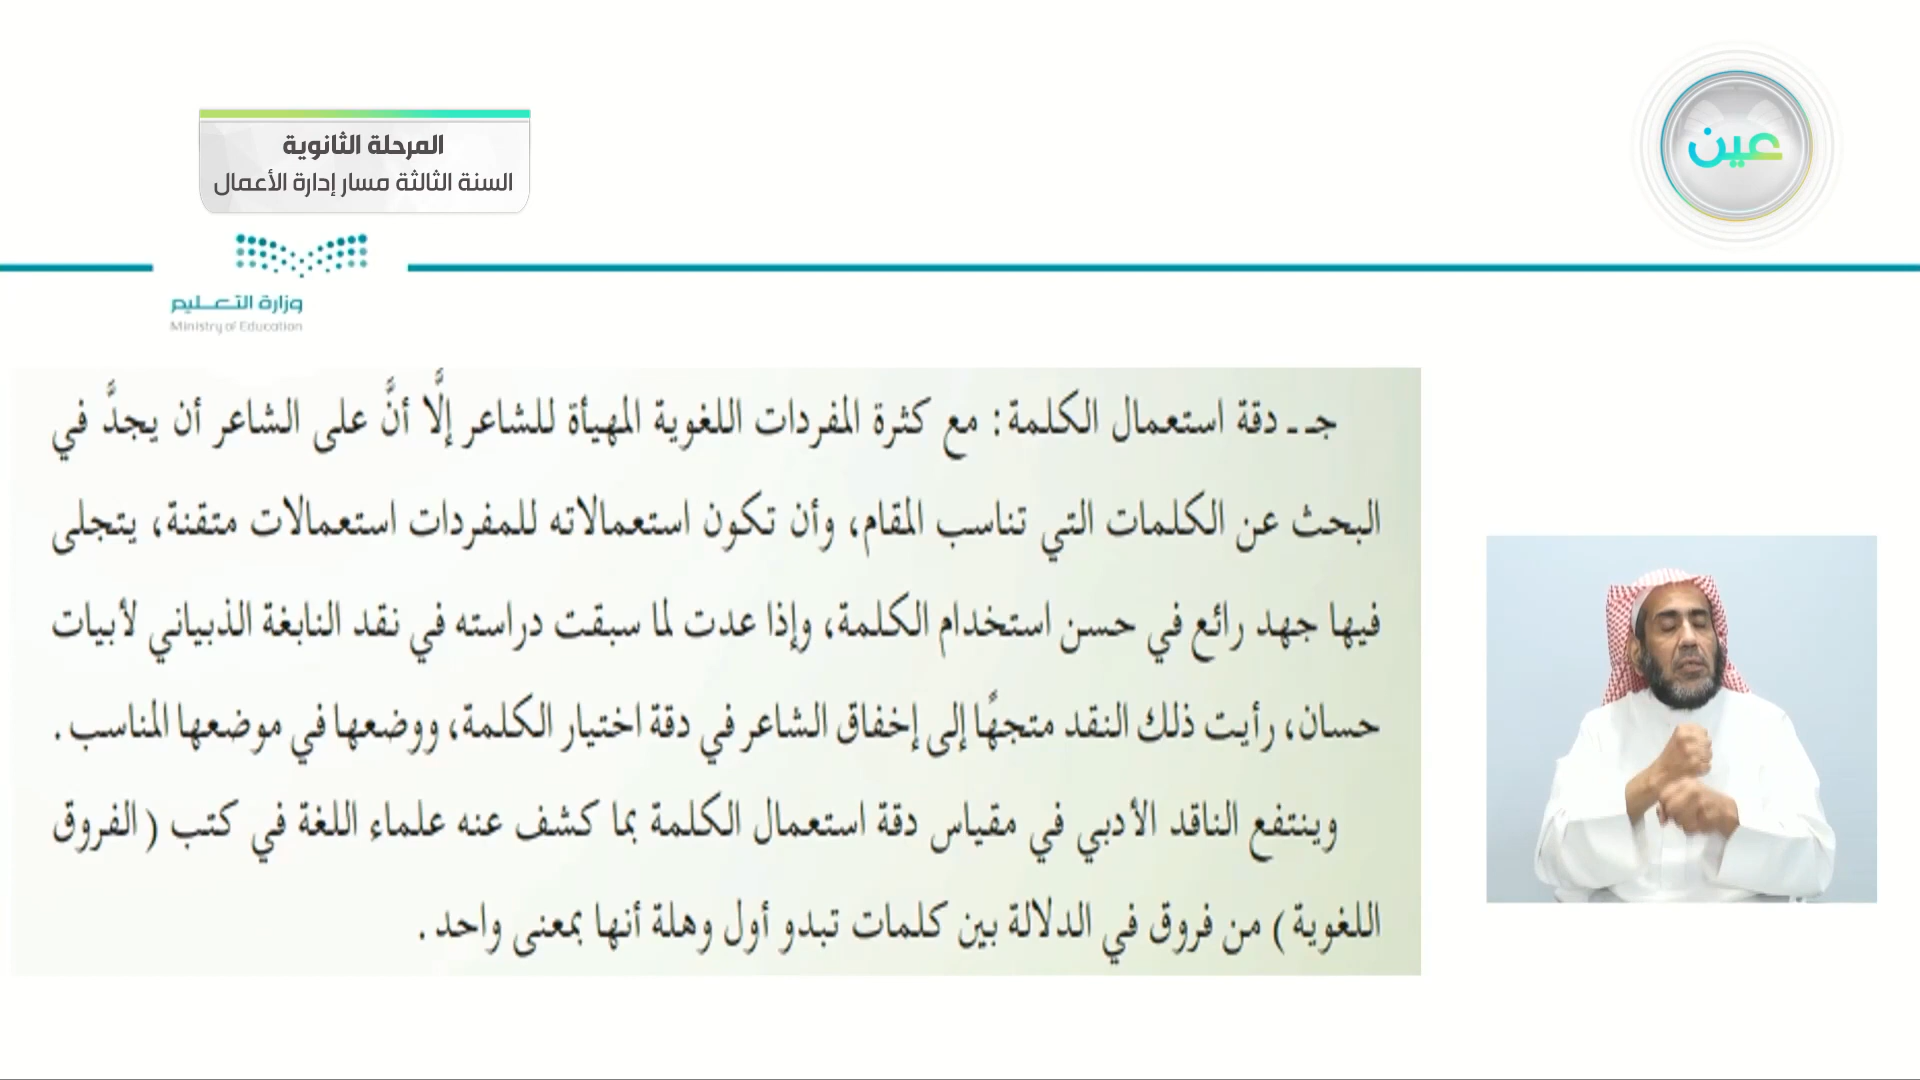 المرحلة الثانوية
السنة الثالثة مسار إدارة الأعمال
عين
وزارة التعـــليم
Ministry of Education
جـ ـ دقة استعمال الكلمة: مع كثرة المفردات اللغوية المهيأة للشاعر إلَّا أنَّ على الشاعر أن يجدَّ في
البحث عن الكلمات التي تناسب المقام، وأن تكون استعمالاته للمفردات استعمالات متقنة، يتجلى
فيها جهد رائع في حسن استخدام الكلمة، وإذا عدت لما سبقت دراسته في نقد النابغة الذبياني لأبيات
حسان، رأيت ذلك النقد متجهًا إلى إخفاق الشاعر في دقة اختيار الكلمة، ووضعها في موضعها المناسب.
وينتفع الناقد الأدبي في مقياس دقة استعمال الكلمة بما كشف عنه علماء اللغة في كتب (الفروق
اللغوية) من فروق في الدلالة بين كلمات تبدو أول وهلة أنها بمعنى واحد.